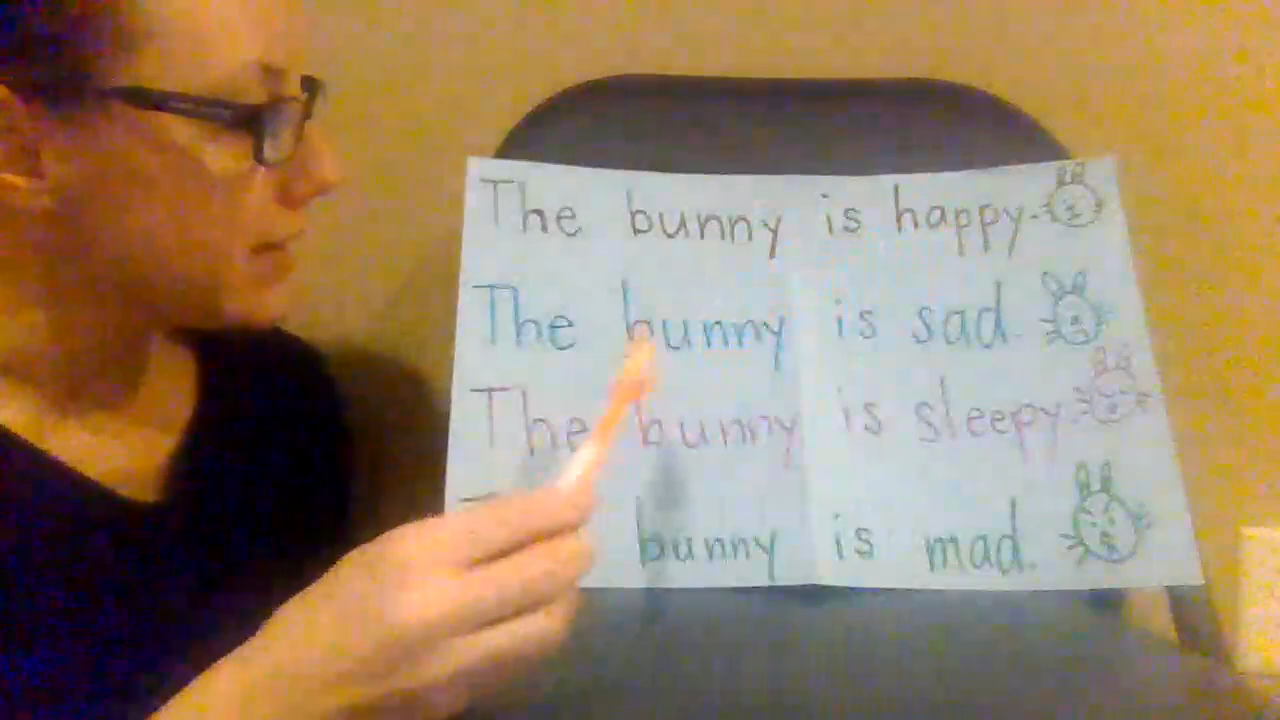 The bunny is happy.
The bunny is sad.
The bunny is sleepy.
bunny is mad.